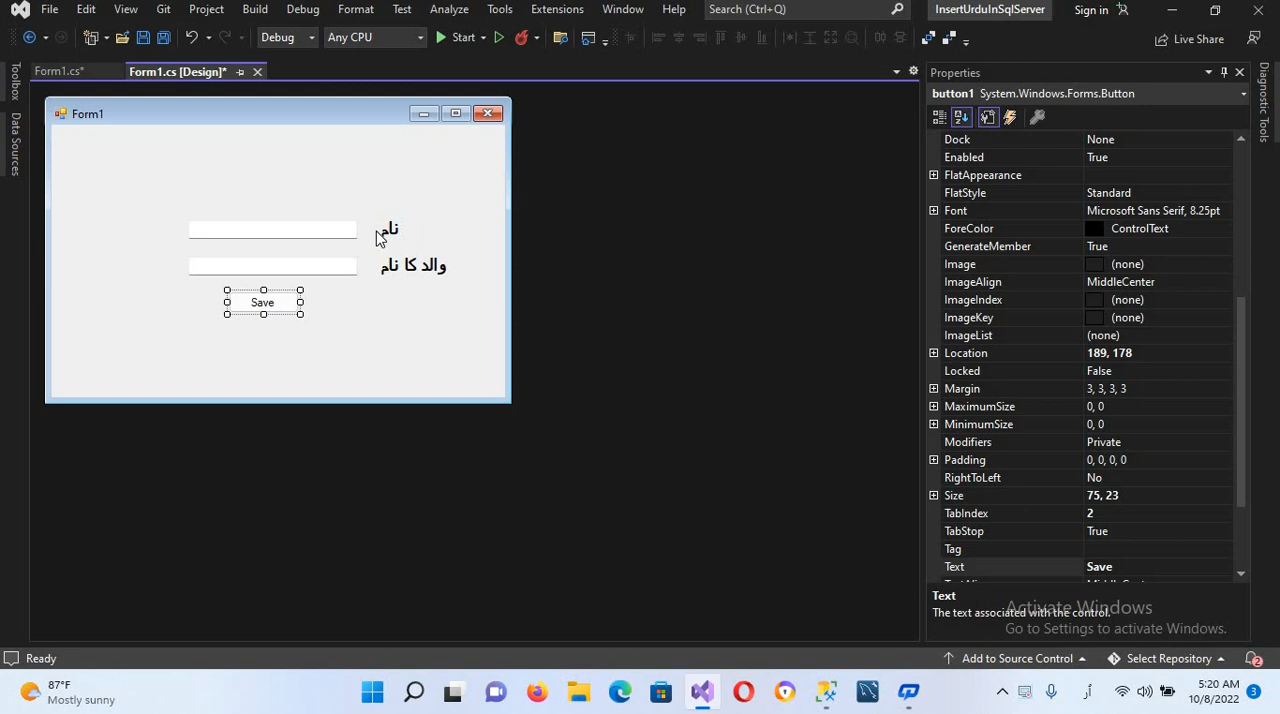 File Edit View Git Project Build Debug Format Test Analyze Tools Extensions Window Help Search (Ctrl+Q) InsertUrduInSqlServer Sign in
Debug Any CPU Start Live Share
Form1.cs* Form1.cs [Design]*
Toolbox
Data Sources
Form1
نام
والد کا نام
Save
Properties
button1 System.Windows.Forms.Button
Dock None
Enabled True
FlatAppearance
FlatStyle Standard
Font Microsoft Sans Serif, 8.25pt
ForeColor ControlText
GenerateMember True
Image (none)
ImageAlign MiddleCenter
ImageIndex (none)
ImageKey (none)
ImageList (none)
Location 189, 178
Locked False
Margin 3, 3, 3, 3
MaximumSize 0, 0
MinimumSize 0, 0
Modifiers Private
Padding 0, 0, 0, 0
RightToLeft No
Size 75, 23
TabIndex 2
TabStop True
Tag
Text Save
Text
The text associated with the control.
Activate Windows
Go to Settings to activate Windows.
Diagnostic Tools
Ready Add to Source Control Select Repository 2
87°F
Mostly sunny
5:20 AM
10/8/2022 3